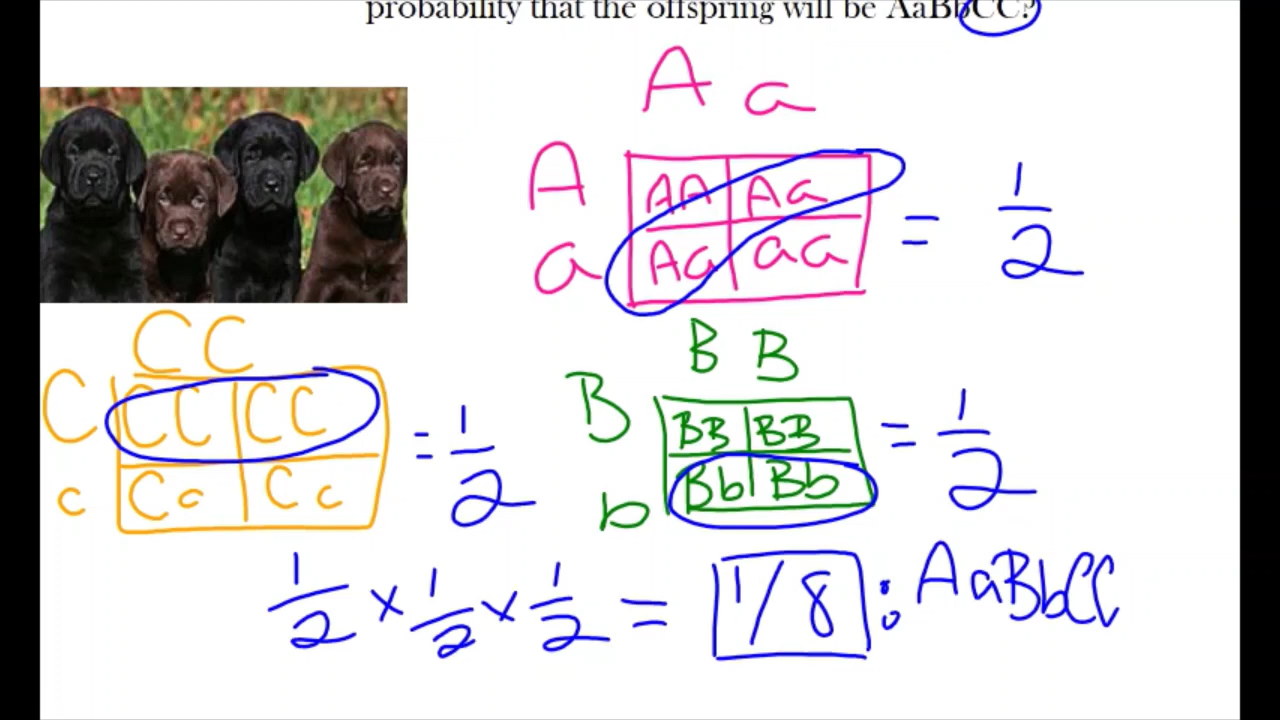 probability that the offspring will be AaBbCC?
A a
A AA Aa = 1/2
a Aa aa
C C
C CC CC = 1/2
c Cc Cc
B B
B BB BB = 1/2
b Bb Bb
1/2 × 1/2 × 1/2 = 1/8 : AaBbCC